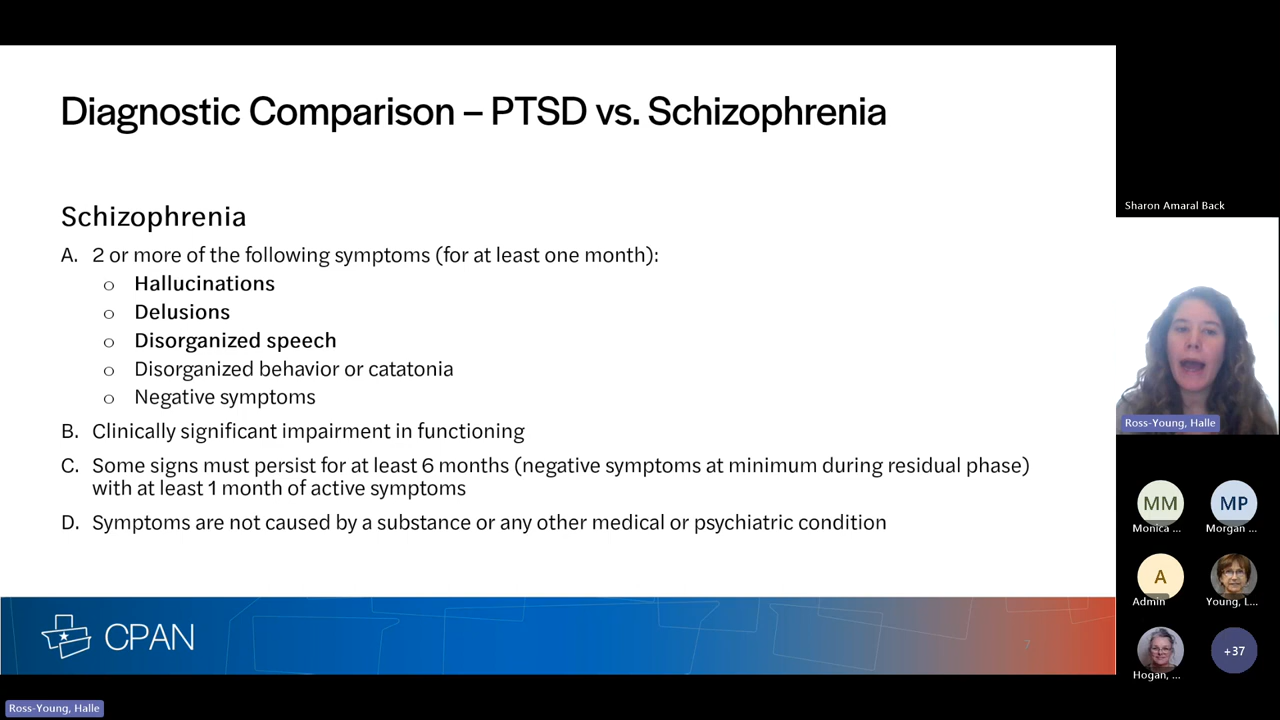 Diagnostic Comparison – PTSD vs. Schizophrenia
Schizophrenia
A. 2 or more of the following symptoms (for at least one month):
o Hallucinations
o Delusions
o Disorganized speech
o Disorganized behavior or catatonia
o Negative symptoms
B. Clinically significant impairment in functioning
C. Some signs must persist for at least 6 months (negative symptoms at minimum during residual phase)
with at least 1 month of active symptoms
D. Symptoms are not caused by a substance or any other medical or psychiatric condition
CPAN
7
Sharon Amaral Back
Ross-Young, Halle
MM
Monica ...
MP
Morgan ...
A
Admin
Young, L...
Hogan, ...
+37
Ross-Young, Halle